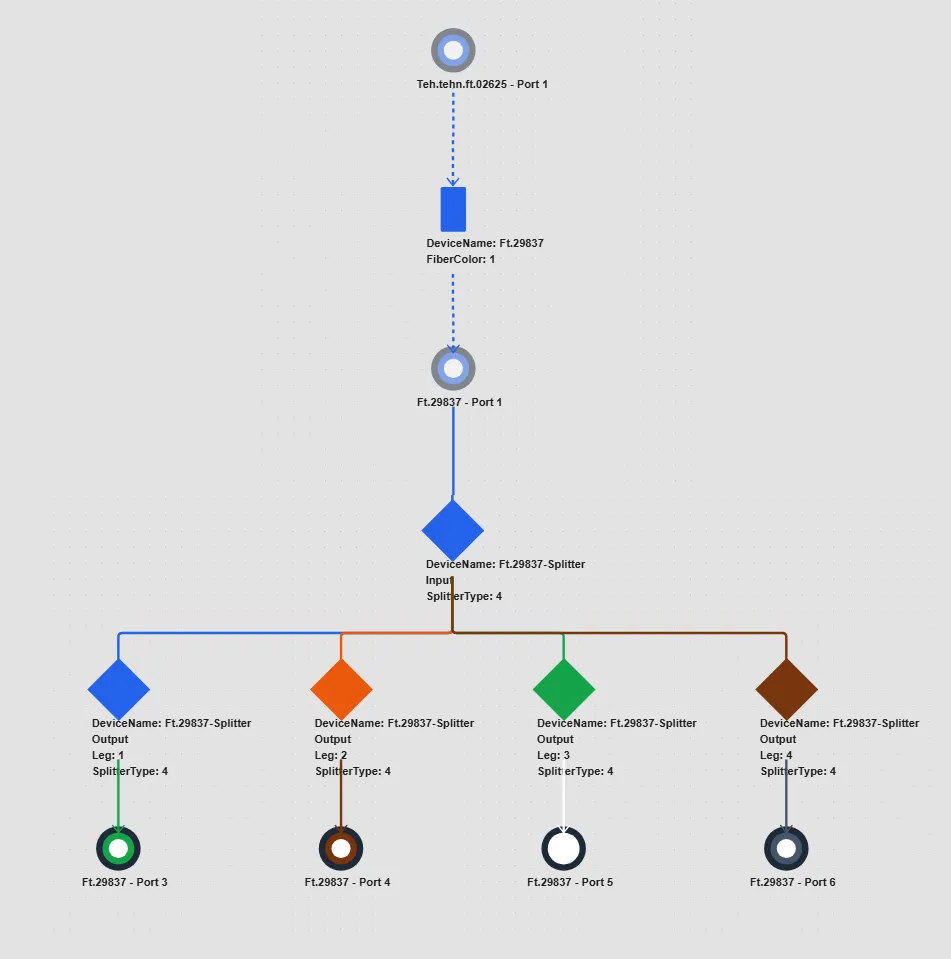 Teh.tehn.ft.02625 - Port 1
DeviceName: Ft.29837
FiberColor: 1
Ft.29837 - Port 1
DeviceName: Ft.29837-Splitter
Input
SplitterType: 4
DeviceName: Ft.29837-Splitter
Output
Leg: 1
SplitterType: 4
DeviceName: Ft.29837-Splitter
Output
Leg: 2
SplitterType: 4
DeviceName: Ft.29837-Splitter
Output
Leg: 3
SplitterType: 4
DeviceName: Ft.29837-Splitter
Output
Leg: 4
SplitterType: 4
Ft.29837 - Port 3
Ft.29837 - Port 4
Ft.29837 - Port 5
Ft.29837 - Port 6